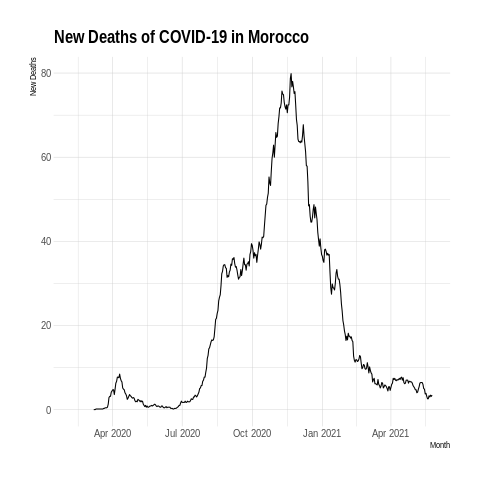 New Deaths of COVID-19 in Morocco
New Deaths
80
60
40
20
0
Apr 2020
Jul 2020
Oct 2020
Jan 2021
Apr 2021
Month